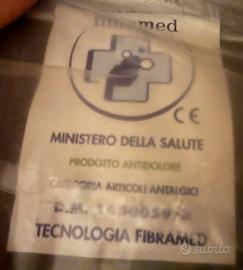 fibramed
CE
MINISTERO DELLA SALUTE
PRODOTTO ANTIDOLORE
CATEGORIA ARTICOLI ANTALGICI
D.M.
TECNOLOGIA FIBRAMED
Subito